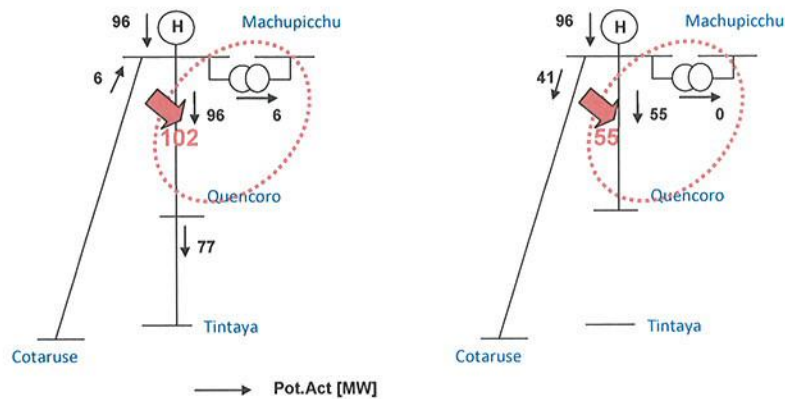 96
H
Machupicchu
6
96
6
102
Quencoro
77
Tintaya
Cotaruse
96
H
Machupicchu
41
55
0
55
Quencoro
Tintaya
Cotaruse
Pot.Act [MW]